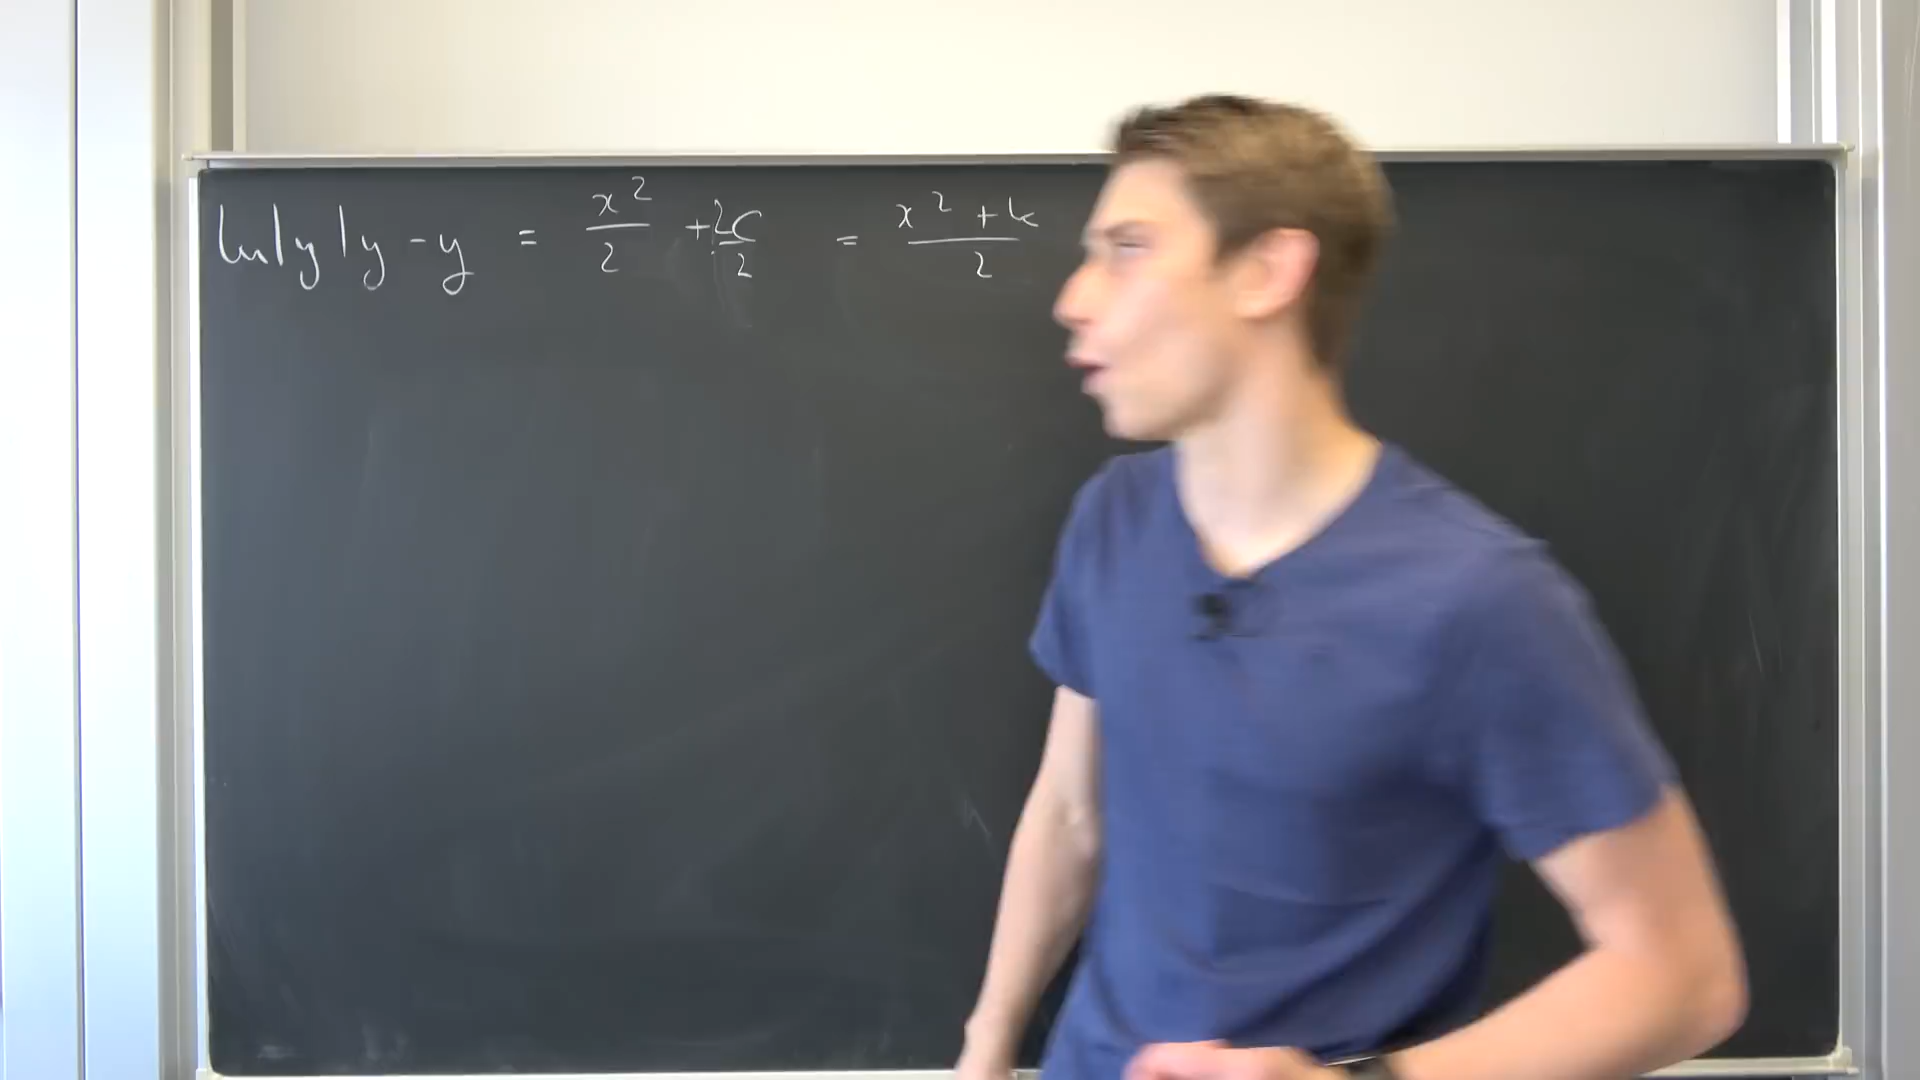 ln|y|y - y = x²/2 + 2C/2 = x² + k/2